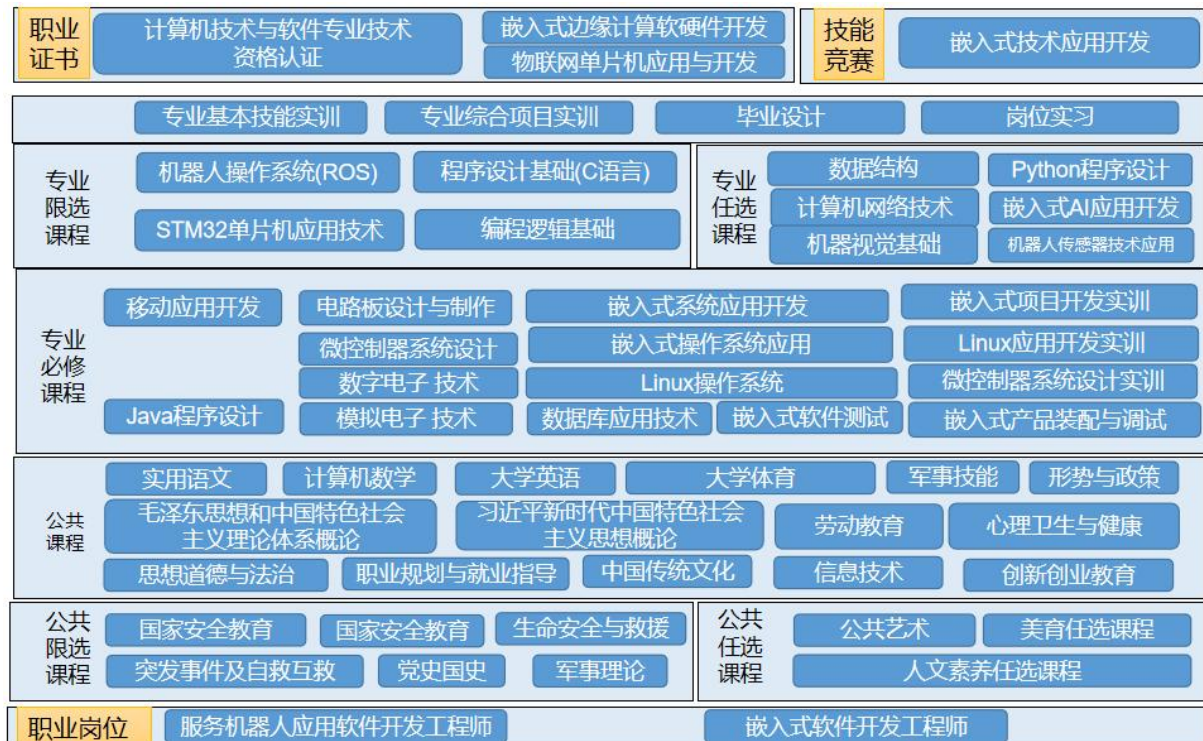 职业
证书
计算机技术与软件专业技术
资格认证
嵌入式边缘计算软硬件开发
物联网单片机应用与开发
技能
竞赛
嵌入式技术应用开发
专业基本技能实训
专业综合项目实训
毕业设计
岗位实习
专业
限选
课程
机器人操作系统(ROS)
程序设计基础(C语言)
STM32单片机应用技术
编程逻辑基础
专业
任选
课程
数据结构
Python程序设计
计算机网络技术
嵌入式AI应用开发
机器视觉基础
机器人传感器技术应用
专业
必修
课程
移动应用开发
电路板设计与制作
嵌入式系统应用开发
嵌入式项目开发实训
微控制器系统设计
嵌入式操作系统应用
Linux应用开发实训
数字电子 技术
Linux操作系统
微控制器系统设计实训
Java程序设计
模拟电子 技术
数据库应用技术
嵌入式软件测试
嵌入式产品装配与调试
公共
课程
实用语文
计算机数学
大学英语
大学体育
军事技能
形势与政策
毛泽东思想和中国特色社会
主义理论体系概论
习近平新时代中国特色社会
主义思想概论
劳动教育
心理卫生与健康
思想道德与法治
职业规划与就业指导
中国传统文化
信息技术
创新创业教育
公共
限选
课程
国家安全教育
国家安全教育
生命安全与救援
突发事件及自救互救
党史国史
军事理论
公共
任选
课程
公共艺术
美育任选课程
人文素养任选课程
职业岗位
服务机器人应用软件开发工程师
嵌入式软件开发工程师